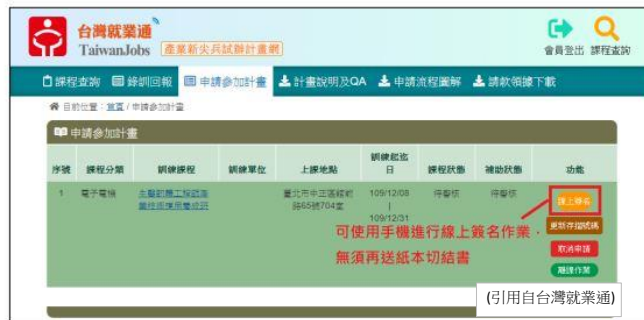 台灣就業通
TaiwanJobs 產業新尖兵試辦計畫網
會員登出 課程查詢
課程查詢 錄訓回報 申請參加計畫 計畫說明及QA 申請流程圖解 請款領據下載
目前位置：首頁 / 申請參加計畫
申請參加計畫
序號 課程分類 訓練課程 訓練單位 上課地點 訓練起迄日 課程狀態 補助狀態 功能
1 電子電機 臺北市中正區 路65號704室 109/12/08 | 109/12/31 待審核 待審核 線上簽名
更新存摺號碼
取消申請
離課作業
可使用手機進行線上簽名作業，
無須再送紙本切結書
(引用自台灣就業通)